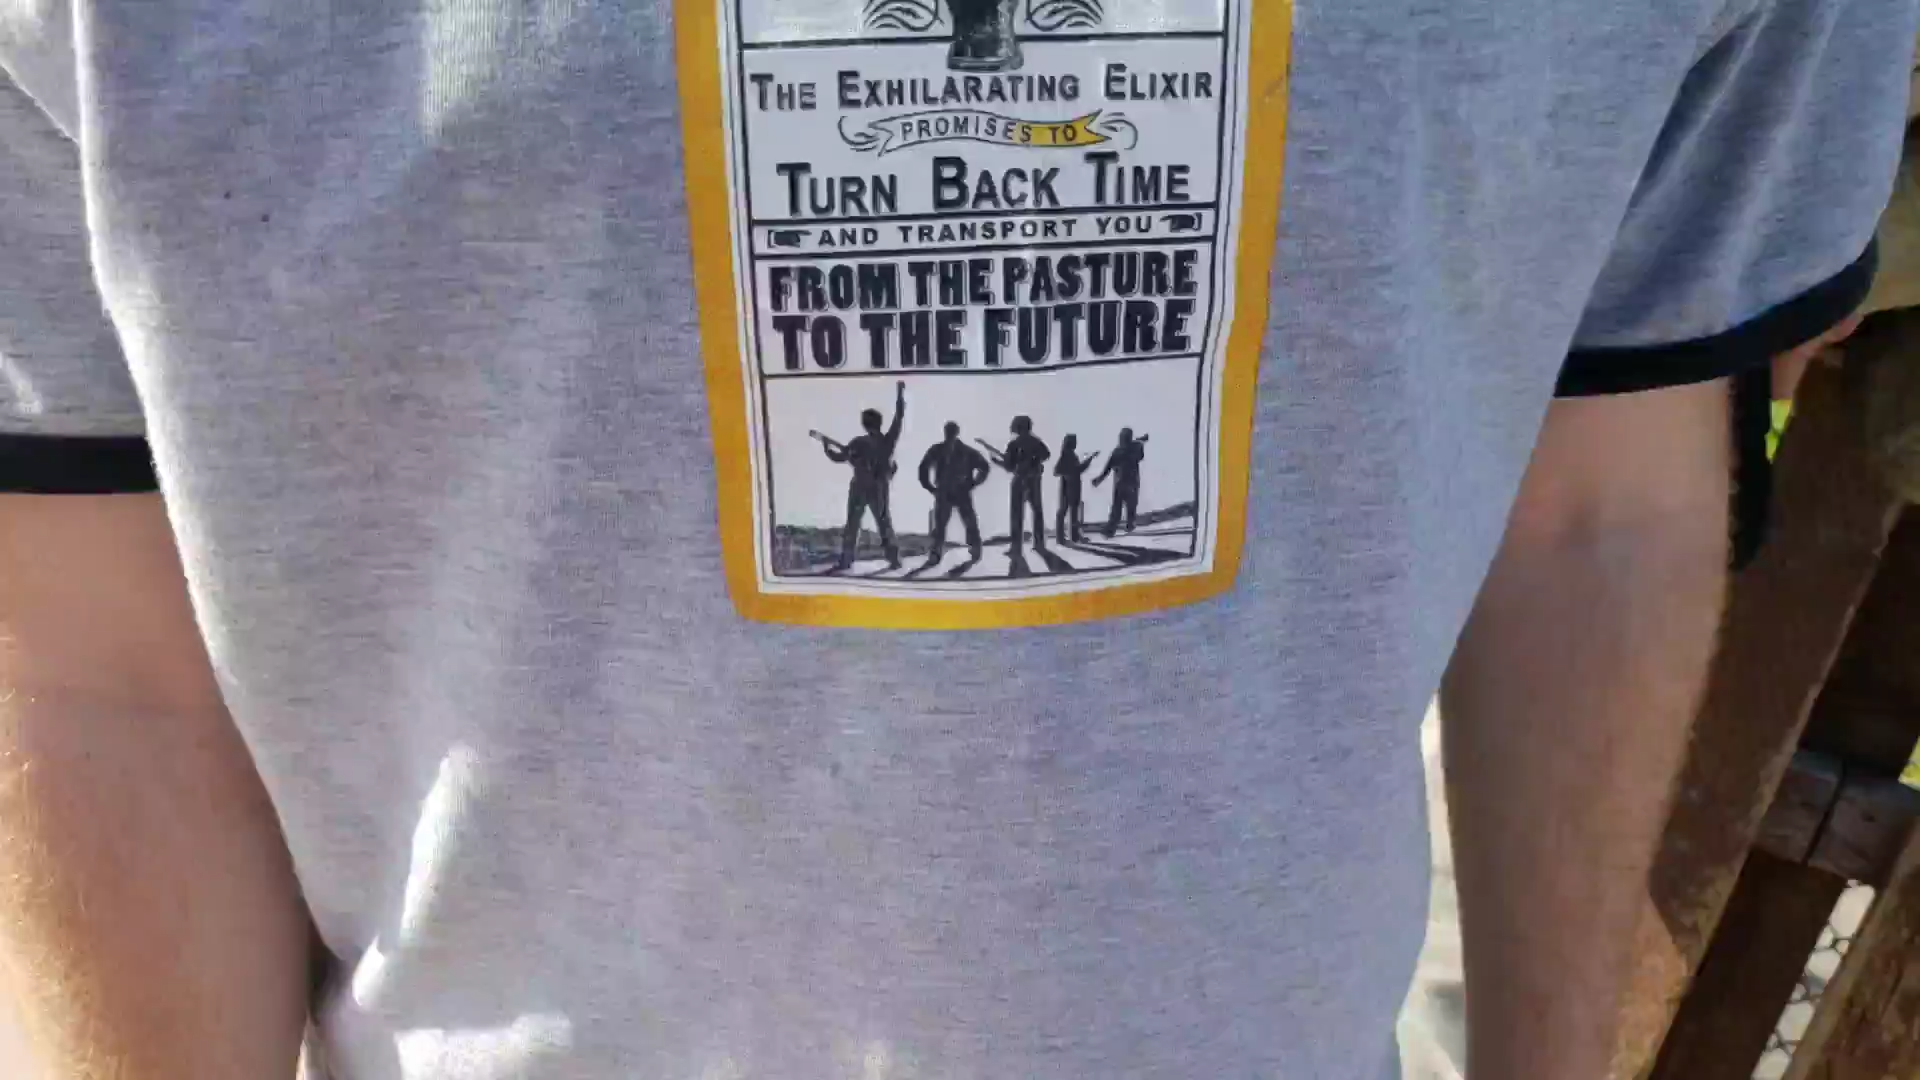 THE EXHILARATING ELIXIR
PROMISES TO
TURN BACK TIME
AND TRANSPORT YOU
FROM THE PASTURE
TO THE FUTURE